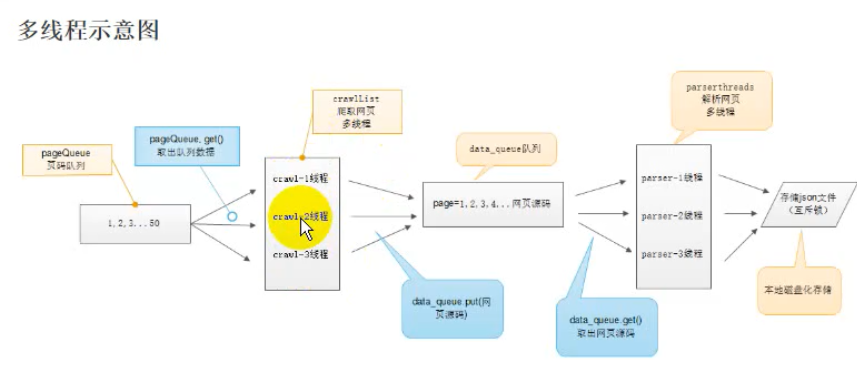 多线程示意图
pageQueue
页码队列
pageQueue, get()
取出队列数据
crawlList
爬取网页
多线程
data_queue队列
parserthreads
解析网页
多线程
1,2,3...50
crawl-1线程
crawl-2线程
crawl-3线程
page=1,2,3,4...网页源码
parser-1线程
parser-2线程
parser-3线程
存储json文件
(互斥锁)
data_queue.put(网
页源码)
data_queue.get()
取出网页源码
本地磁盘化存储